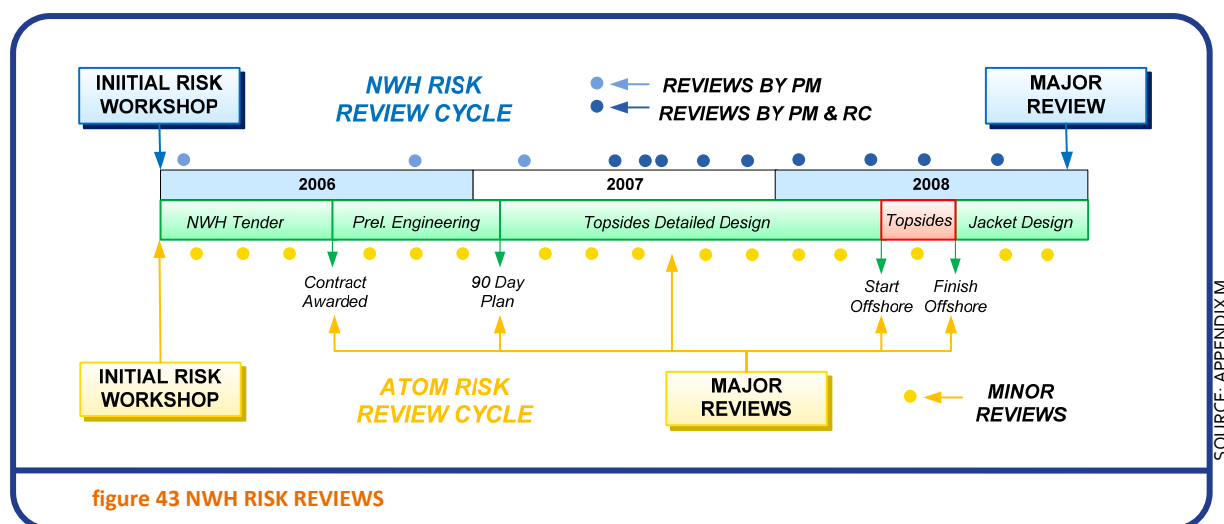 INIITIAL RISK
WORKSHOP
NWH RISK
REVIEW CYCLE
REVIEWS BY PM
REVIEWS BY PM & RC
MAJOR
REVIEW
2006
2007
2008
NWH Tender
Prel. Engineering
Topsides Detailed Design
Topsides
Jacket Design
Contract
Awarded
90 Day
Plan
Start
Offshore
Finish
Offshore
INITIAL RISK
WORKSHOP
ATOM RISK
REVIEW CYCLE
MAJOR
REVIEWS
MINOR
REVIEWS
SOURCE: APPENDIX M
figure 43 NWH RISK REVIEWS